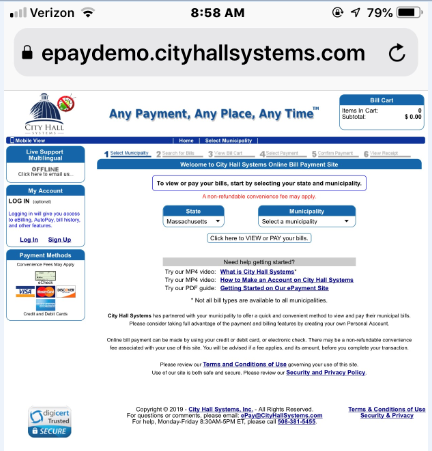 Verizon 8:58 AM 79%
epaydemo.cityhallsystems.com
CITY HALL
Any Payment, Any Place, Any Time™
Bill Cart
Items In Cart: 0
Subtotal: $ 0.00
Mobile View
Home | Select Municipality |
1 Select Municipality 2 Search for Bills 3 View Bill Cart 4 Select Payment 5 Confirm Payment 6 View Receipt
Live Support
Multilingual
OFFLINE
Click here to email us...
Welcome to City Hall Systems Online Bill Payment Site
To view or pay your bills, start by selecting your state and municipality.
A non-refundable convenience fee may apply.
My Account
LOG IN (optional)
Logging in will give you access
to eBilling, AutoPay, bill history,
and other features.
Log In Sign Up
State
Massachusetts
Municipality
Select a municipality
Click here to VIEW or PAY your bills.
Payment Methods
Convenience Fees May Apply
eCheck
VISA MasterCard DISCOVER
Credit and Debit Cards
Need help getting started?
Try our MP4 video: What is City Hall Systems*
Try our MP4 video: How to Make an Account on City Hall Systems
Try our PDF guide: Getting Started on Our ePayment Site
* Not all bill types are available to all municipalities.
City Hall Systems has partnered with your municipality to offer a quick and convenient method to view and pay their municipal bills.
Please consider taking full advantage of the payment and billing features by creating your own Personal Account.
Online bill payment can be made by using your credit or debit card, or electronic check. There may be a non-refundable convenience
fee associated with your use of this site. You will be advised if a fee applies, and its amount, before you complete your transaction.
Please review our Terms and Conditions of Use governing your use of this site.
Use of our site is both safe and secure. Please review our Security and Privacy Policy.
digicert
Trusted
SECURE
Copyright © 2019 - City Hall Systems, Inc. - All Rights Reserved.
For questions or comments, please email: ePay@CityHallSystems.com
For help, Monday-Friday 8:30AM-5PM ET, please call 508-381-5455.
Terms & Conditions of Use
Security & Privacy